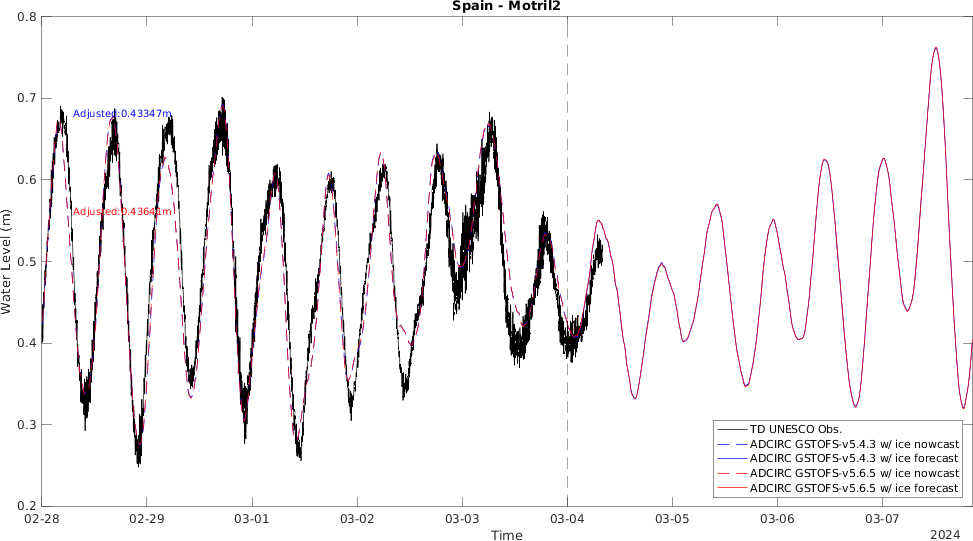 Spain - Motril2
0.8
0.7
0.6
0.5
0.4
0.3
0.2
Water Level (m)
Adjusted:0.43347m
TD UNESCO Obs.
ADCIRC GSTOFS-v5.4.3 w/ ice nowcast
ADCIRC GSTOFS-v5.4.3 w/ ice forecast
ADCIRC GSTOFS-v5.6.5 w/ ice nowcast
ADCIRC GSTOFS-v5.6.5 w/ ice forecast
02-28 02-29 03-01 03-02 03-03 03-04 03-05 03-06 03-07
Time
2024